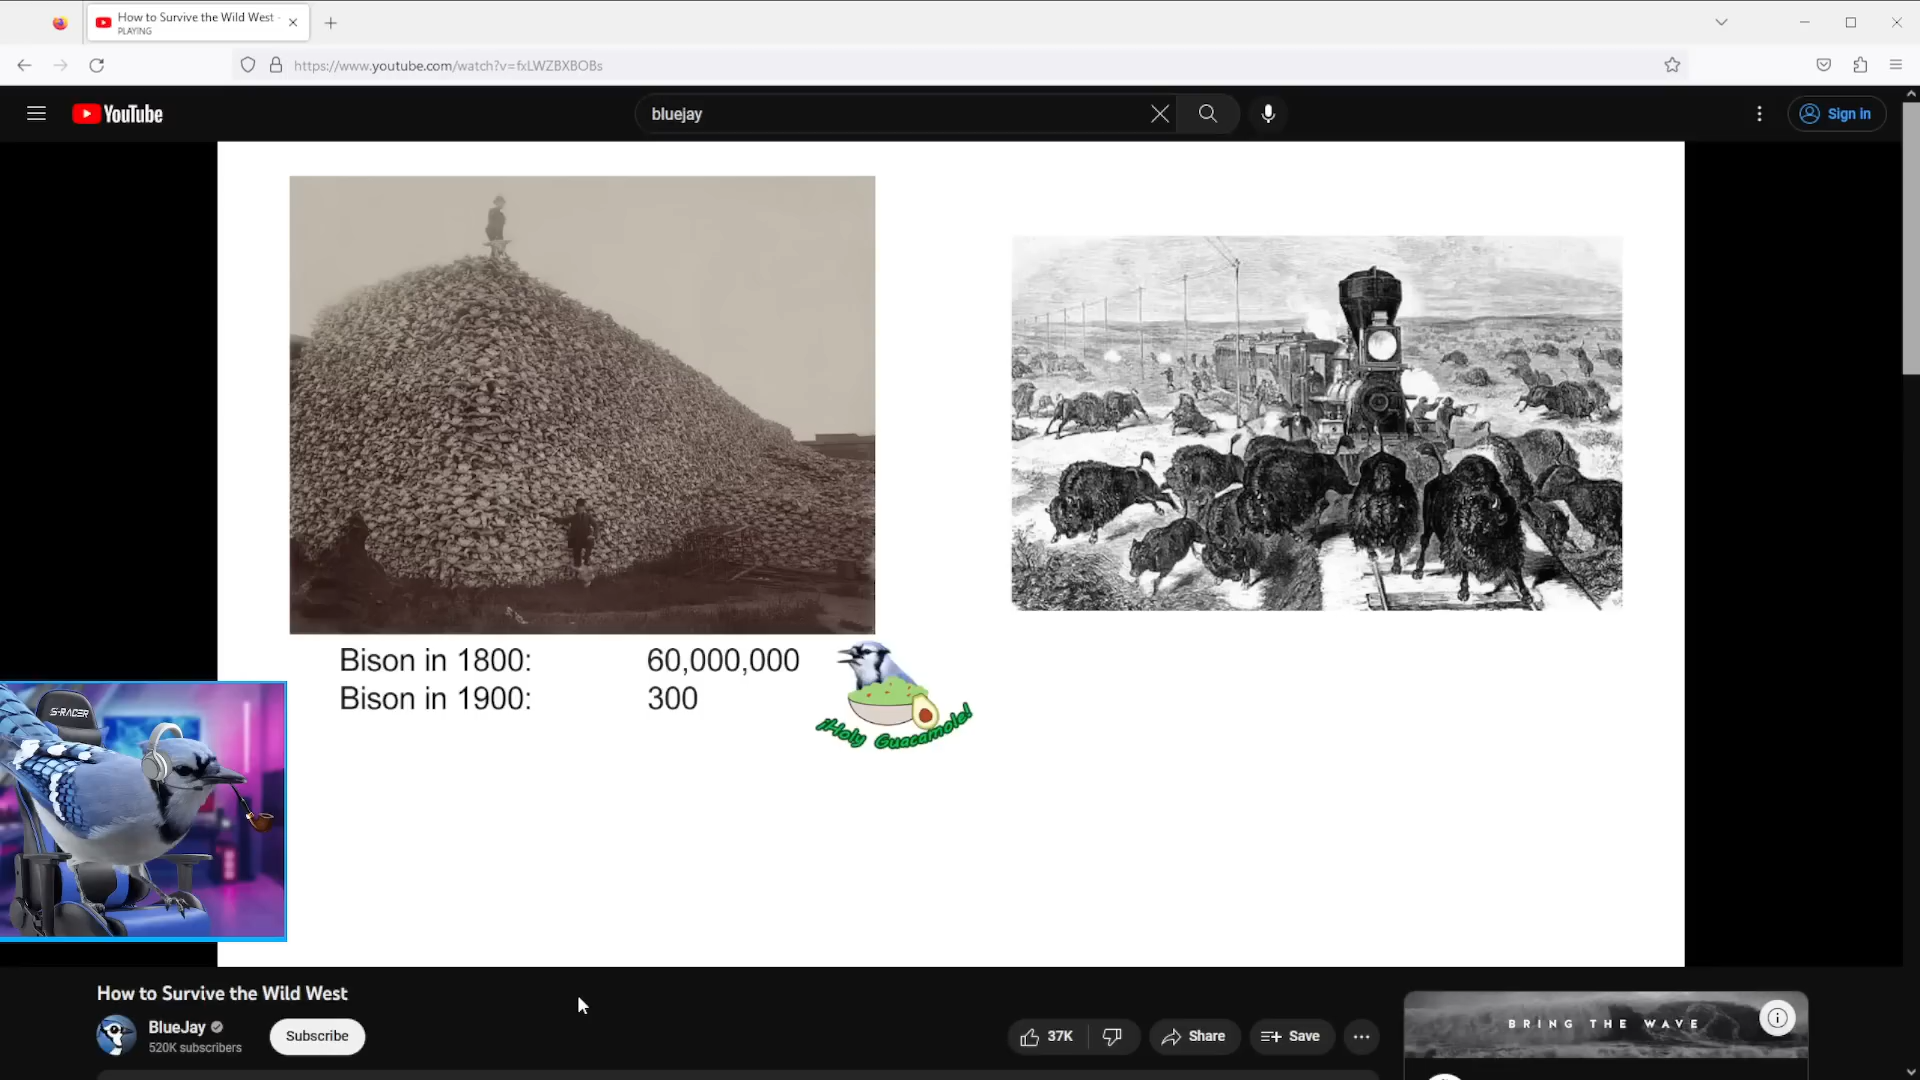 How to Survive the Wild West -
PLAYING
https://www.youtube.com/watch?v=fxLWZBXBOBs
YouTube
bluejay
Sign in
Bison in 1800: 60,000,000
Bison in 1900: 300
¡Holy Guacamole!
S-RACER
How to Survive the Wild West
BlueJay
520K subscribers
Subscribe
37K
Share
Save
BRING THE WAVE